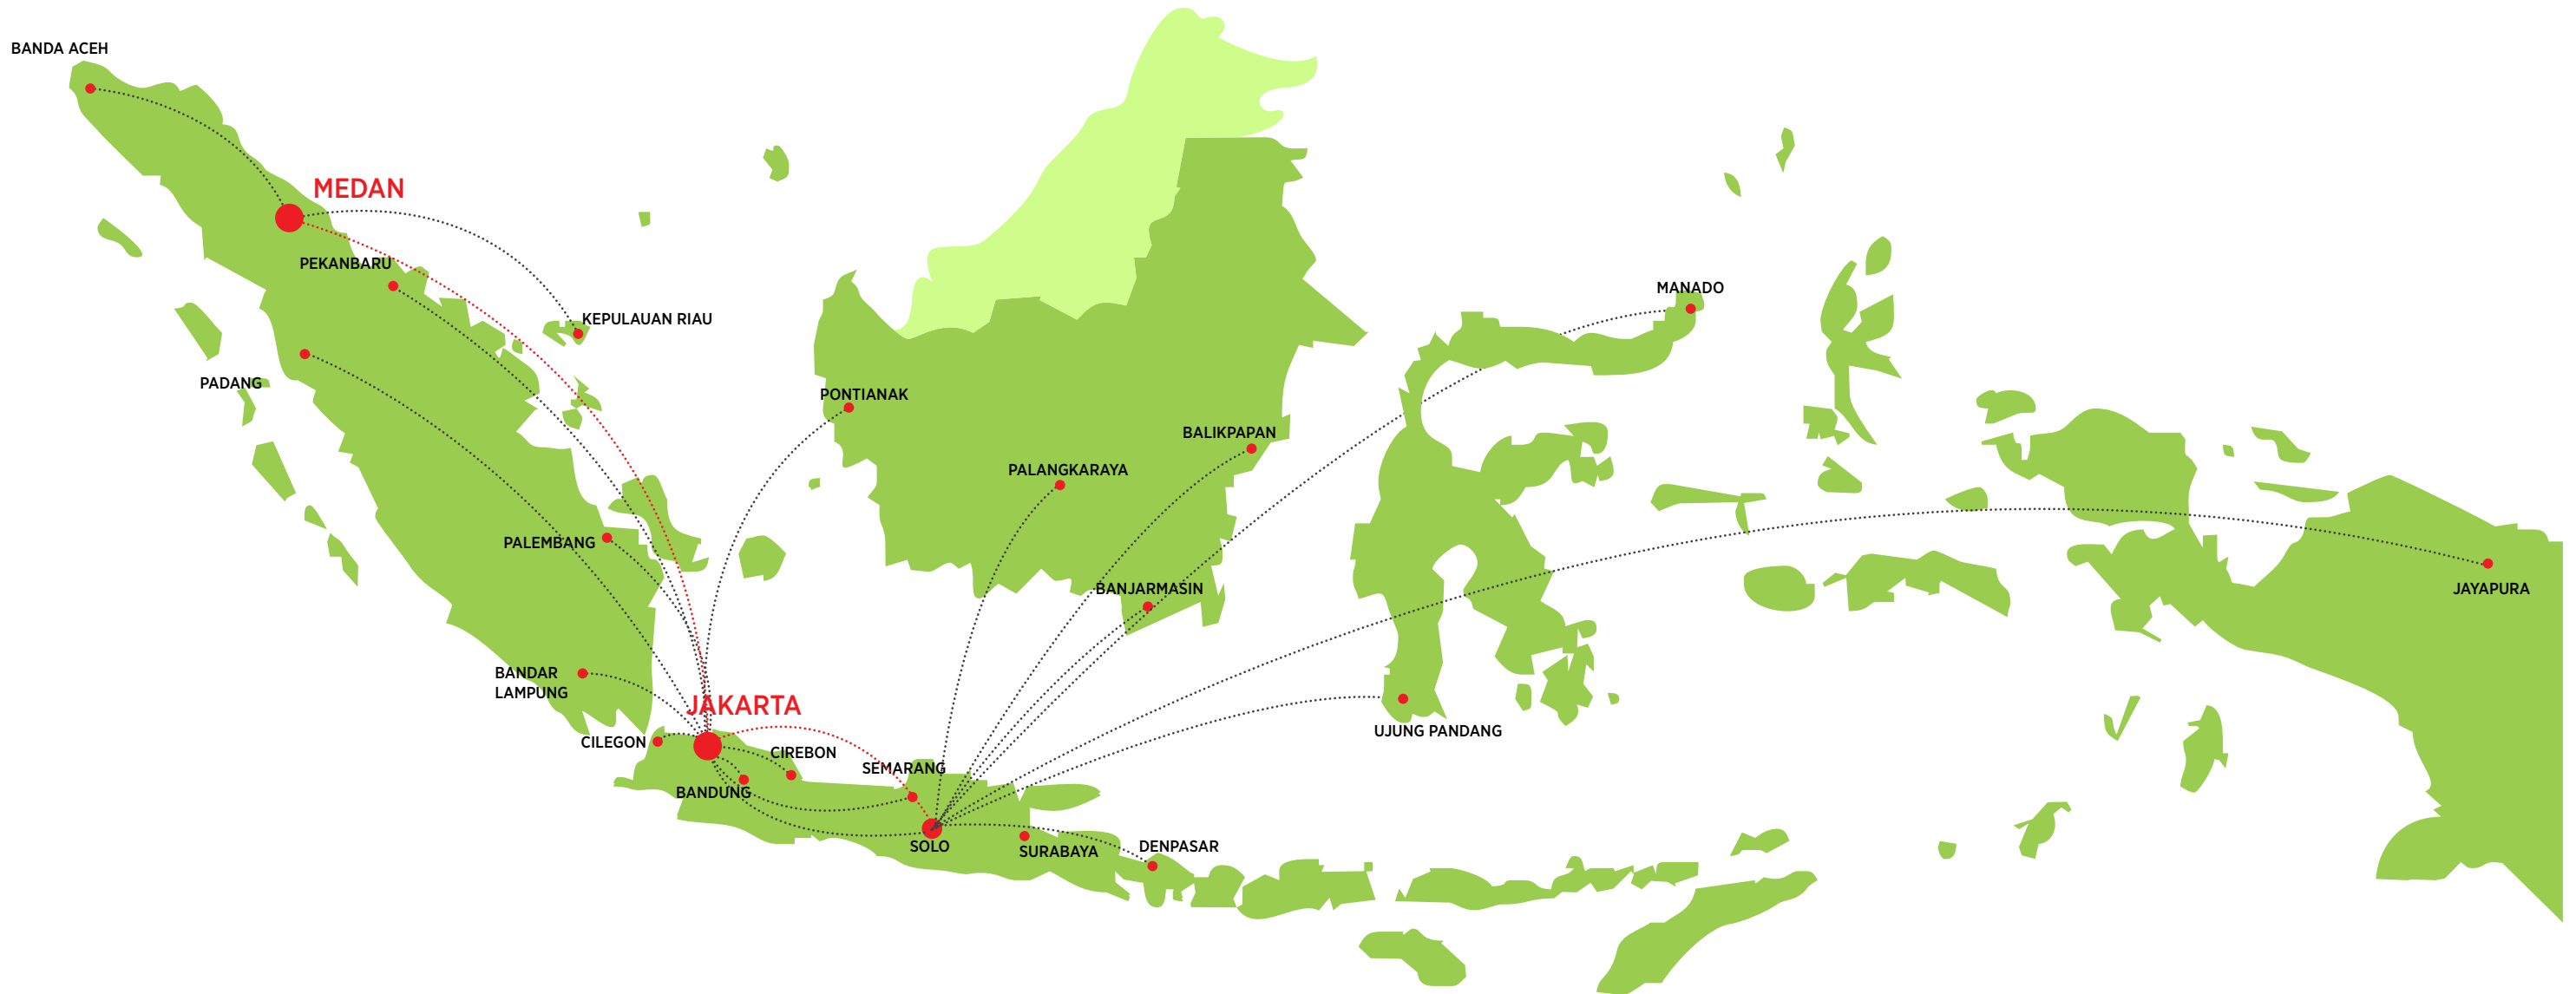 BANDA ACEH
MEDAN
PEKANBARU
KEPULAUAN RIAU
MANADO
PADANG
PONTIANAK
BALIKPAPAN
PALANGKARAYA
PALEMBANG
BANJARMASIN
JAYAPURA
BANDAR
LAMPUNG
JAKARTA
UJUNG PANDANG
CILEGON
CIREBON
SEMARANG
BANDUNG
SOLO
SURABAYA
DENPASAR